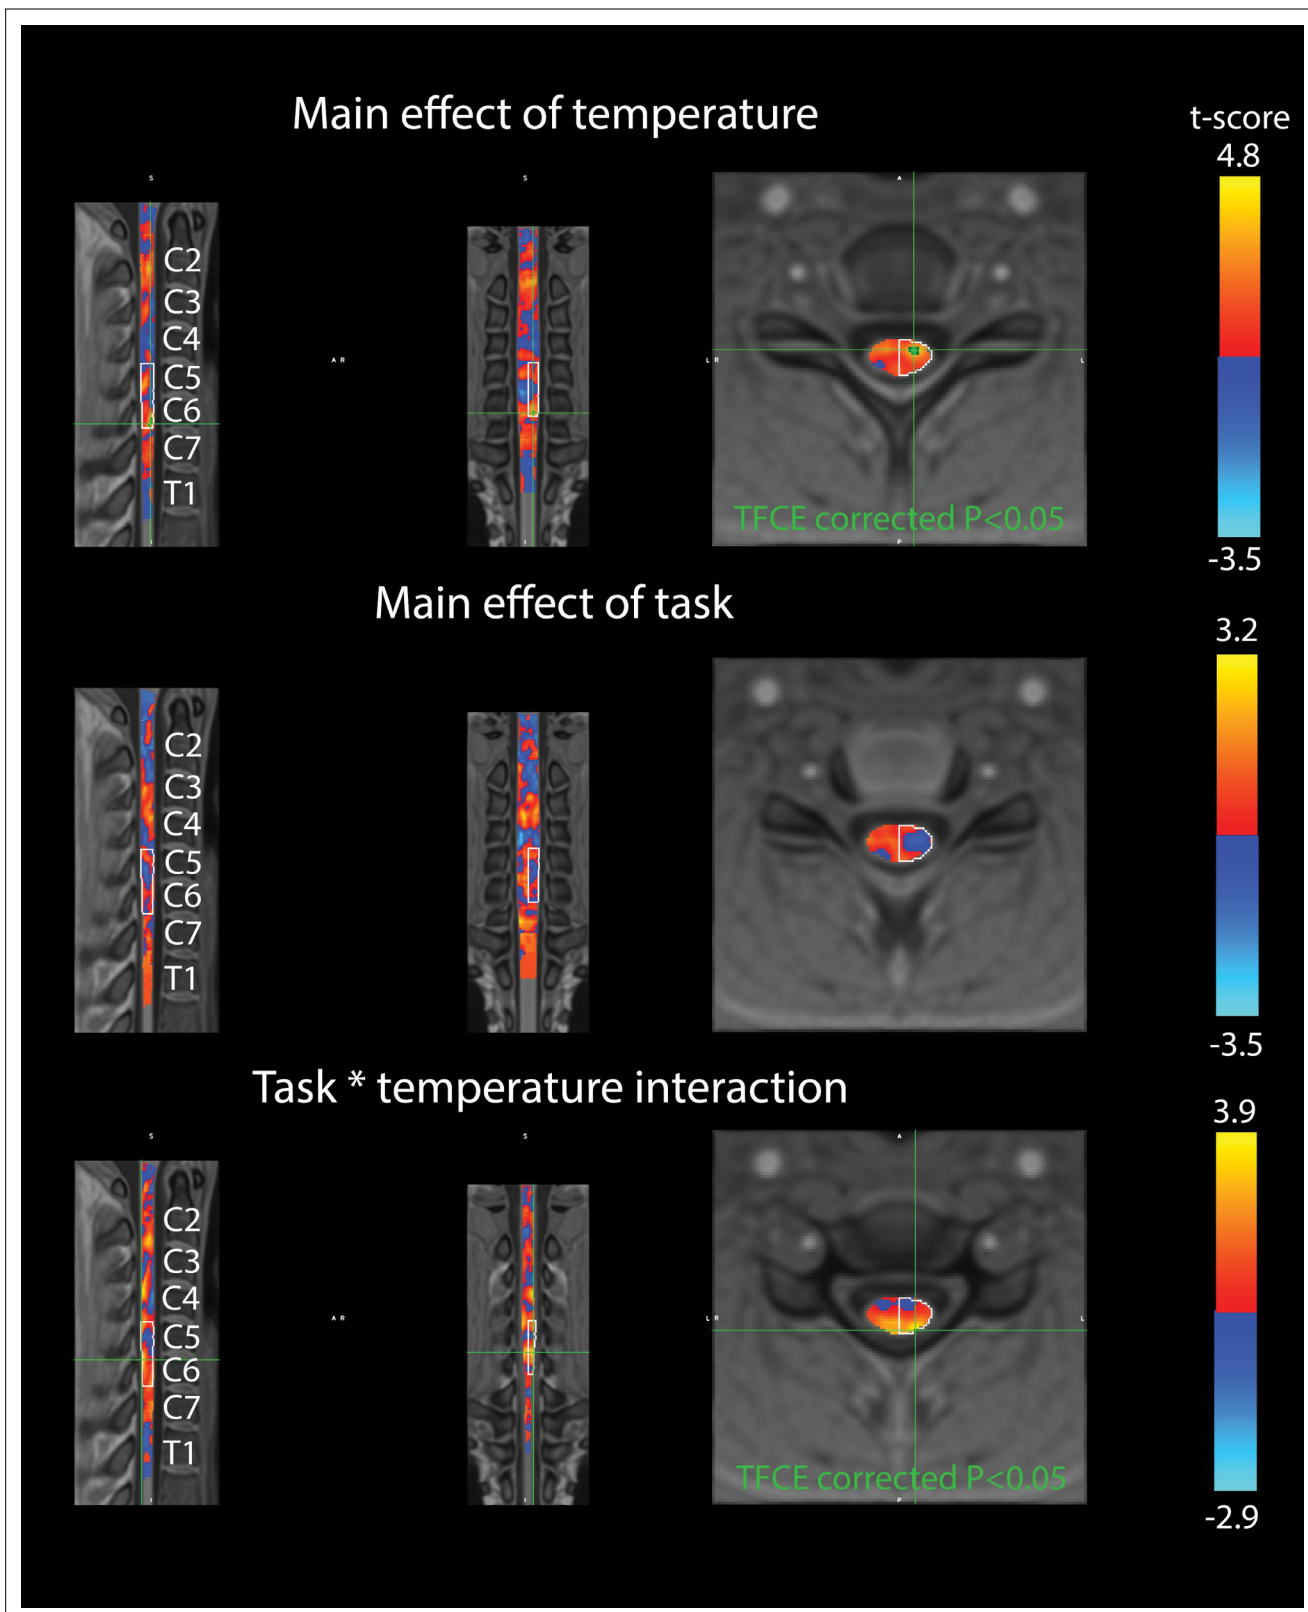 Main effect of temperature
t-score
4.8
S
S
A
C2
C3
C4
C5
C6
C7
T1
A R
L R
L
I
I
P
TFCE corrected P<0.05
-3.5
Main effect of task
3.2
C2
C3
C4
C5
C6
C7
T1
-3.5
Task * temperature interaction
3.9
S
S
A
C2
C3
C4
C5
C6
C7
T1
A R
L R
L
I
I
P
TFCE corrected P<0.05
-2.9